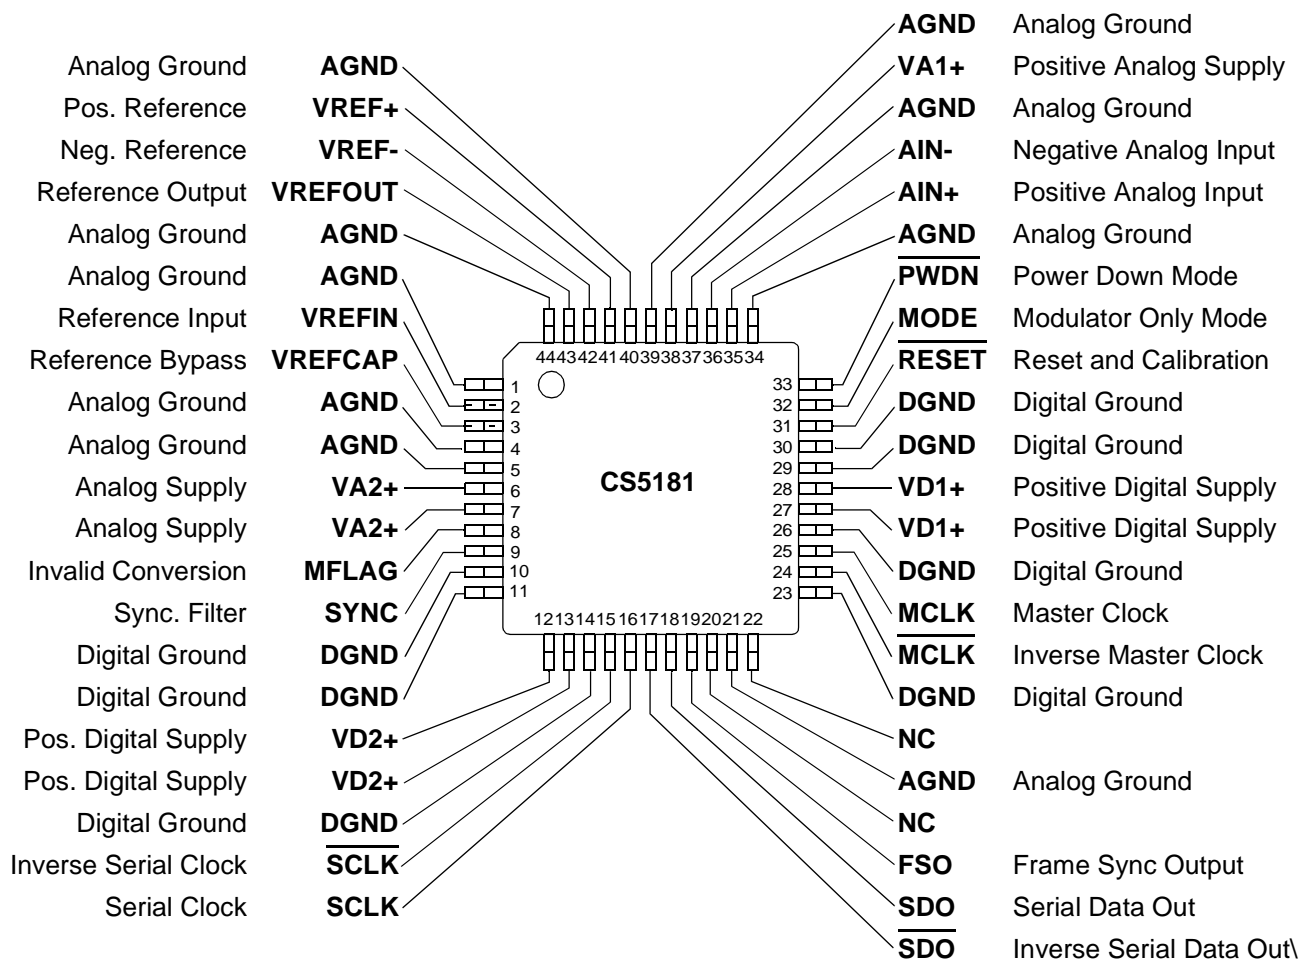 AGND Analog Ground
Analog Ground AGND VA1+ Positive Analog Supply
Pos. Reference VREF+ AGND Analog Ground
Neg. Reference VREF- AIN- Negative Analog Input
Reference Output VREFOUT AIN+ Positive Analog Input
Analog Ground AGND AGND Analog Ground
Analog Ground AGND PWDN Power Down Mode
Reference Input VREFIN MODE Modulator Only Mode
Reference Bypass VREFCAP RESET Reset and Calibration
Analog Ground AGND DGND Digital Ground
Analog Ground AGND DGND Digital Ground
Analog Supply VA2+ VD1+ Positive Digital Supply
Analog Supply VA2+ VD1+ Positive Digital Supply
Invalid Conversion MFLAG DGND Digital Ground
Sync. Filter SYNC MCLK Master Clock
Digital Ground DGND MCLK Inverse Master Clock
Digital Ground DGND DGND Digital Ground
Pos. Digital Supply VD2+ NC
Pos. Digital Supply VD2+ AGND Analog Ground
Digital Ground DGND NC
Inverse Serial Clock SCLK FSO Frame Sync Output
Serial Clock SCLK SDO Serial Data Out
SDO Inverse Serial Data Out\
44 43 42 41 40 39 38 37 36 35 34
1 33
2 32
3 31
4 30
5 29
6 CS5181 28
7 27
8 26
9 25
10 24
11 23
12 13 14 15 16 17 18 19 20 21 22